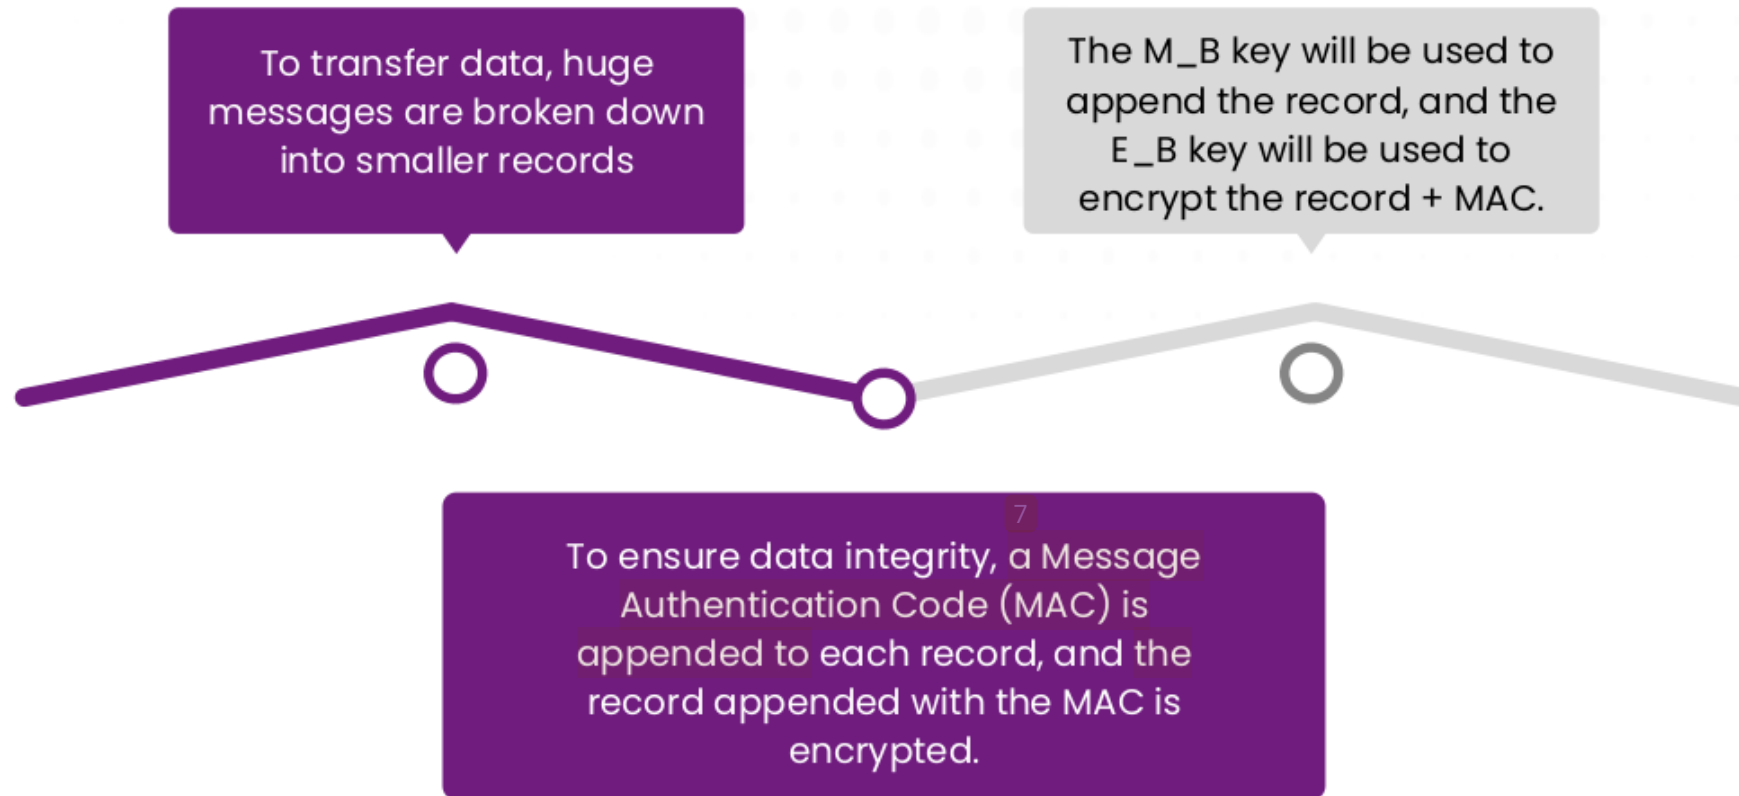 To transfer data, huge
messages are broken down
into smaller records
The M_B key will be used to
append the record, and the
E_B key will be used to
encrypt the record + MAC.
7
To ensure data integrity, a Message
Authentication Code (MAC) is
appended to each record, and the
record appended with the MAC is
encrypted.